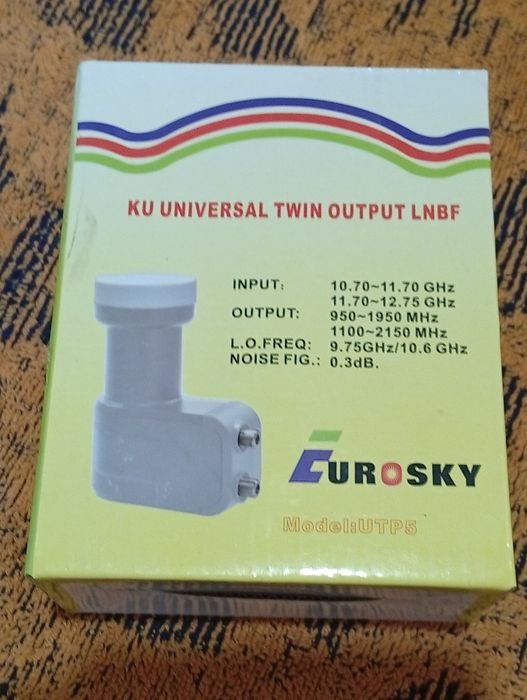 KU UNIVERSAL TWIN OUTPUT LNBF
INPUT: 10.70~11.70 GHz
11.70~12.75 GHz
OUTPUT: 950~1950 MHz
1100~2150 MHz
L.O.FREQ: 9.75GHz/10.6 GHz
NOISE FIG.: 0.3dB.
EUROSKY
Model:UTP5